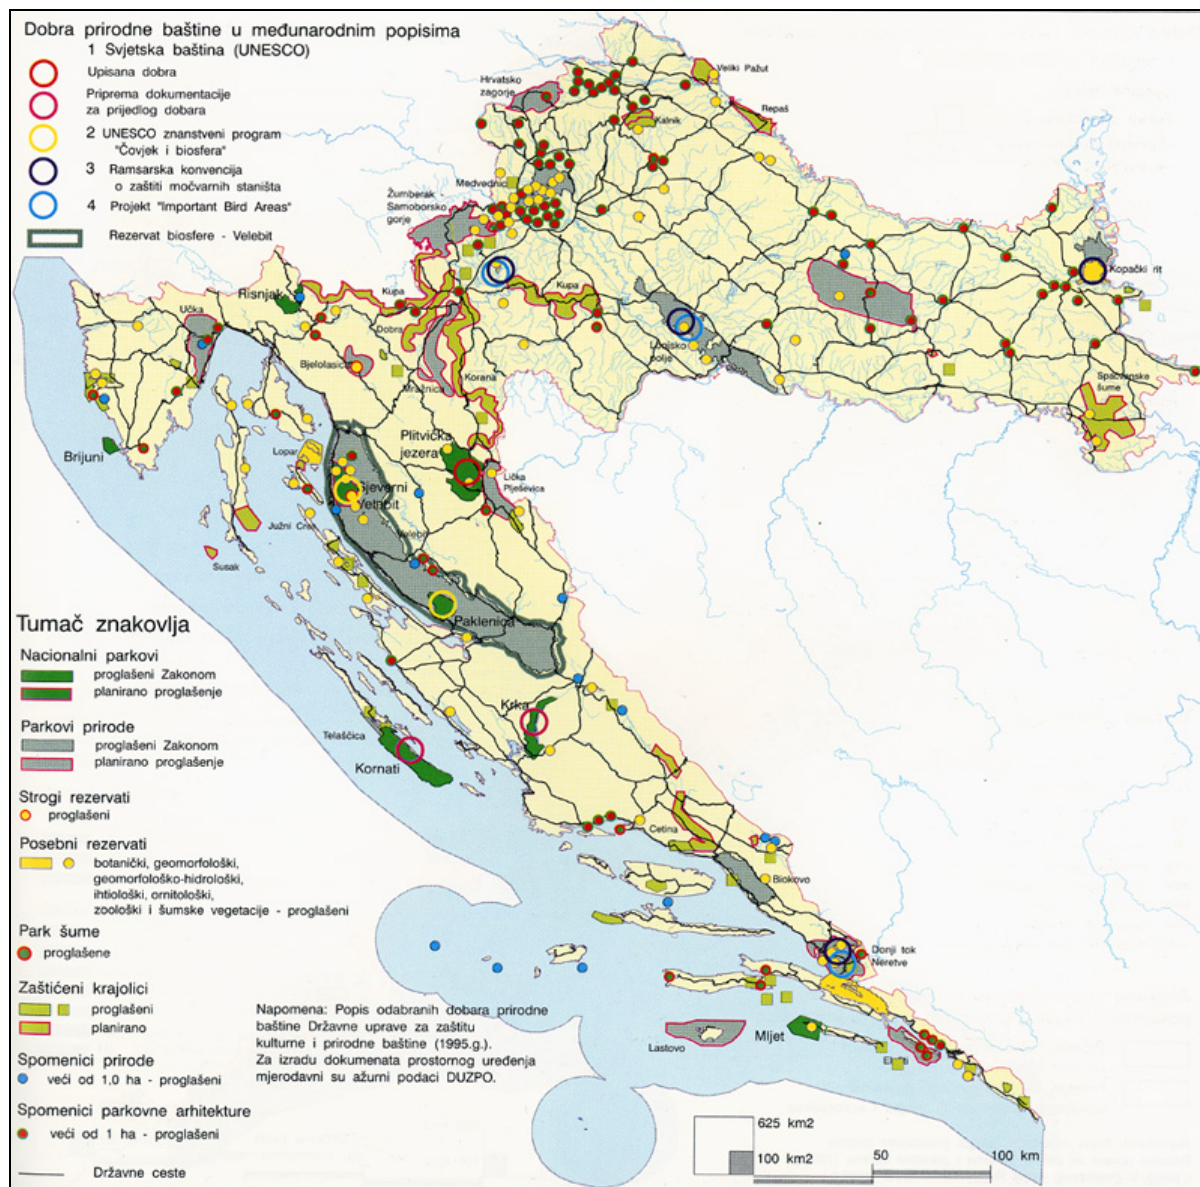 Dobra prirodne baštine u međunarodnim popisima
1 Svjetska baština (UNESCO)
Upisana dobra
Priprema dokumentacije
za prijedlog dobara
2 UNESCO znanstveni program
"Čovjek i biosfera"
3 Ramsarska konvencija
o zaštiti močvarnih staništa
4 Projekt "Important Bird Areas"
Rezervat biosfere - Velebit
Hrvatsko
zagorje
Veliki Pažut
Repaš
Kalnik
Medvednica
Žumberak -
Samoborsko
gorje
Kopački rit
Risnjak
Kupa
Kupa
Učka
Dobra
Bjelolasica
Mrežnica
Korana
Lonjsko
polje
Spačvanske
šume
Brijuni
Plitvička
jezera
Lopar
Sjeverni
Velebit
Lička
Plješevica
Južni Cres
Velebit
Susak
Paklenica
Tumač znakovlja
Nacionalni parkovi
proglašeni Zakonom
planirano proglašenje
Parkovi prirode
proglašeni Zakonom
planirano proglašenje
Strogi rezervati
proglašeni
Posebni rezervati
botanički, geomorfološki,
geomorfološko-hidrološki,
ihtiološki, ornitološki,
zoološki i šumske vegetacije - proglašeni
Park šume
proglašene
Zaštićeni krajolici
proglašeni
planirano
Spomenici prirode
veći od 1,0 ha - proglašeni
Spomenici parkovne arhitekture
veći od 1 ha - proglašeni
Državne ceste
Krka
Telaščica
Kornati
Cetina
Biokovo
Donji tok
Neretve
Lastovo
Mljet
Elafiti
Napomena: Popis odabranih dobara prirodne
baštine Državne uprave za zaštitu
kulturne i prirodne baštine (1995.g.).
Za izradu dokumenata prostornog uređenja
mjerodavni su ažurni podaci DUZPO.
625 km2
100 km2
50
100 km